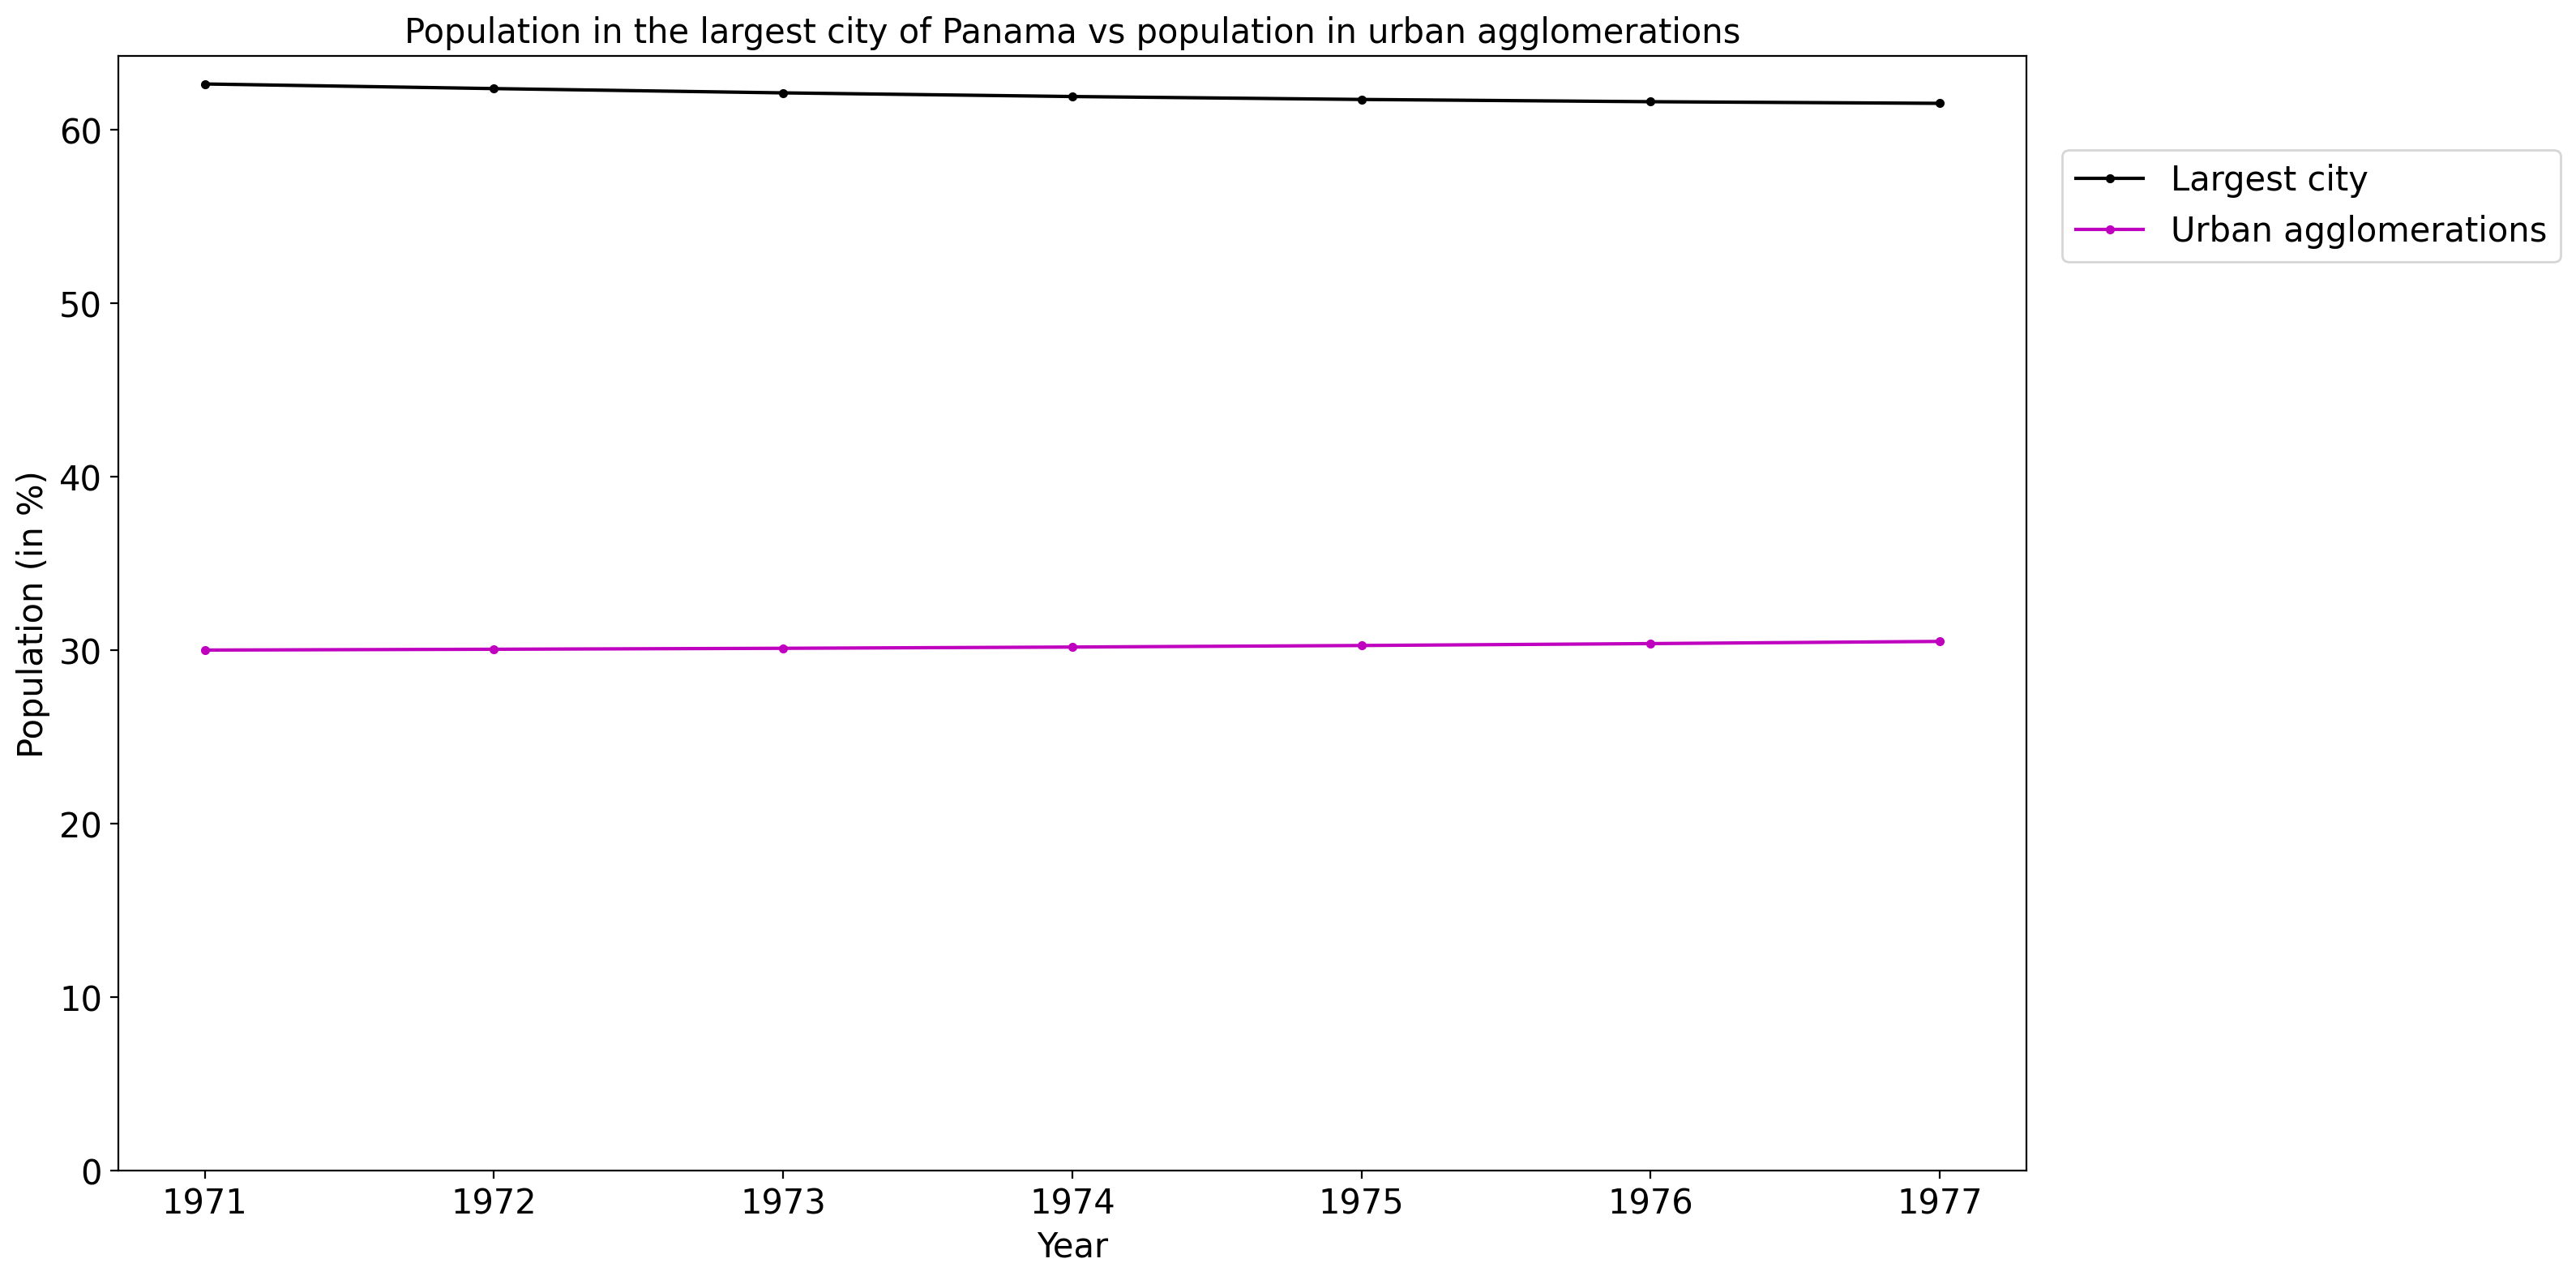 Population in the largest city of Panama vs population in urban agglomerations
Population (in %)
60
50
40
30
20
10
0
1971 1972 1973 1974 1975 1976 1977
Year
Largest city
Urban agglomerations